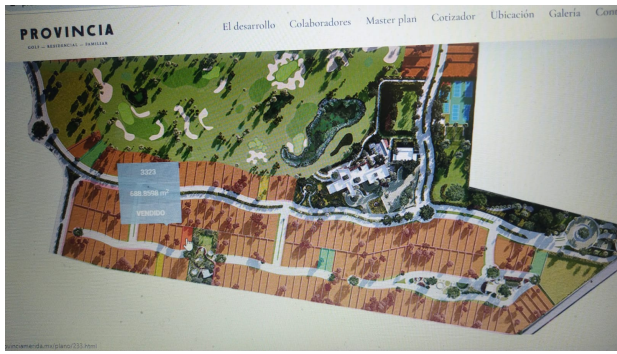 PROVINCIA
GOLF — RESIDENCIAL — FAMILIAR
El desarrollo Colaboradores Master plan Cotizador Ubicación Galería
3323
VENDIDO